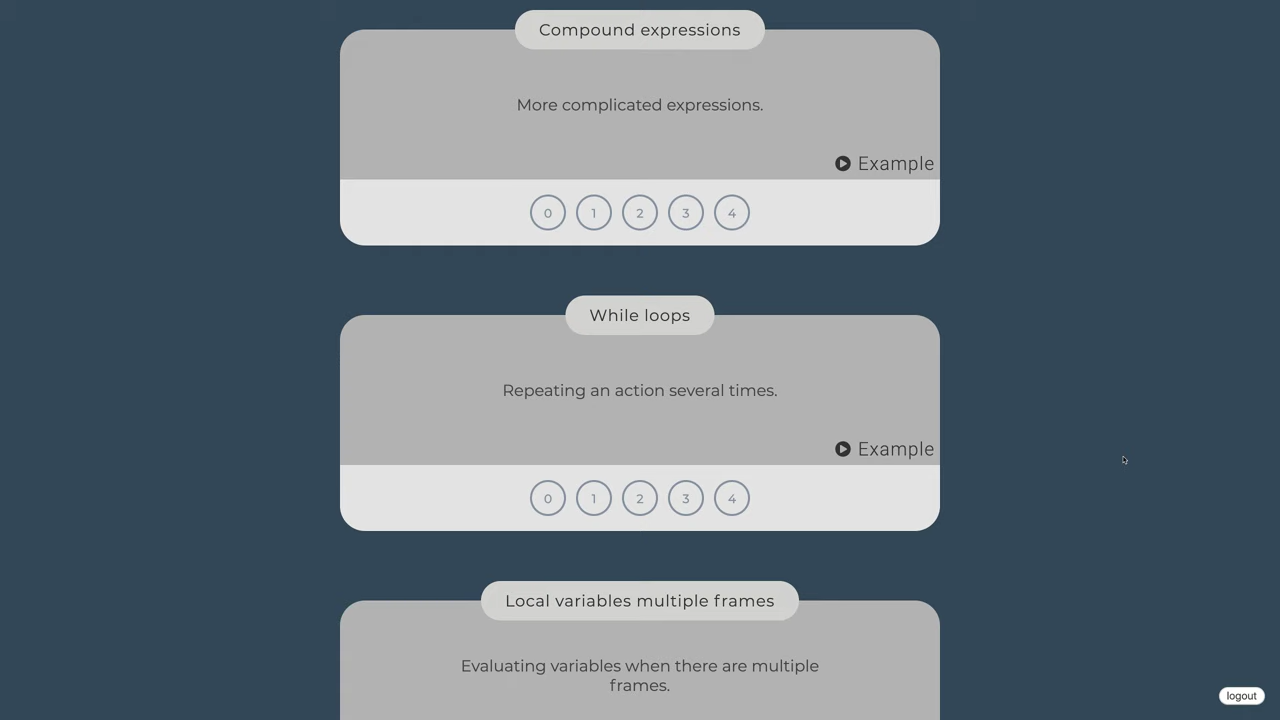 Compound expressions
More complicated expressions.
Example
0 1 2 3 4
While loops
Repeating an action several times.
Example
0 1 2 3 4
Local variables multiple frames
Evaluating variables when there are multiple
frames.
logout